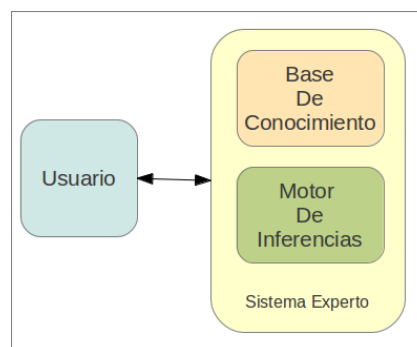 Usuario
Base
De
Conocimiento
Motor
De
Inferencias
Sistema Experto